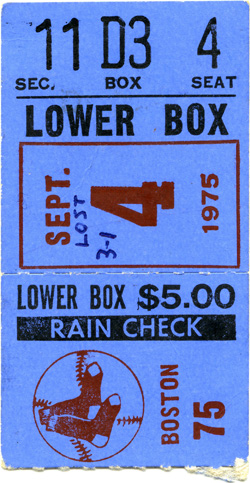 11 D3 4
SEC. BOX SEAT
LOWER BOX
SEPT. 4 1975
LOST
3-1
LOWER BOX $5.00
RAIN CHECK
BOSTON
75